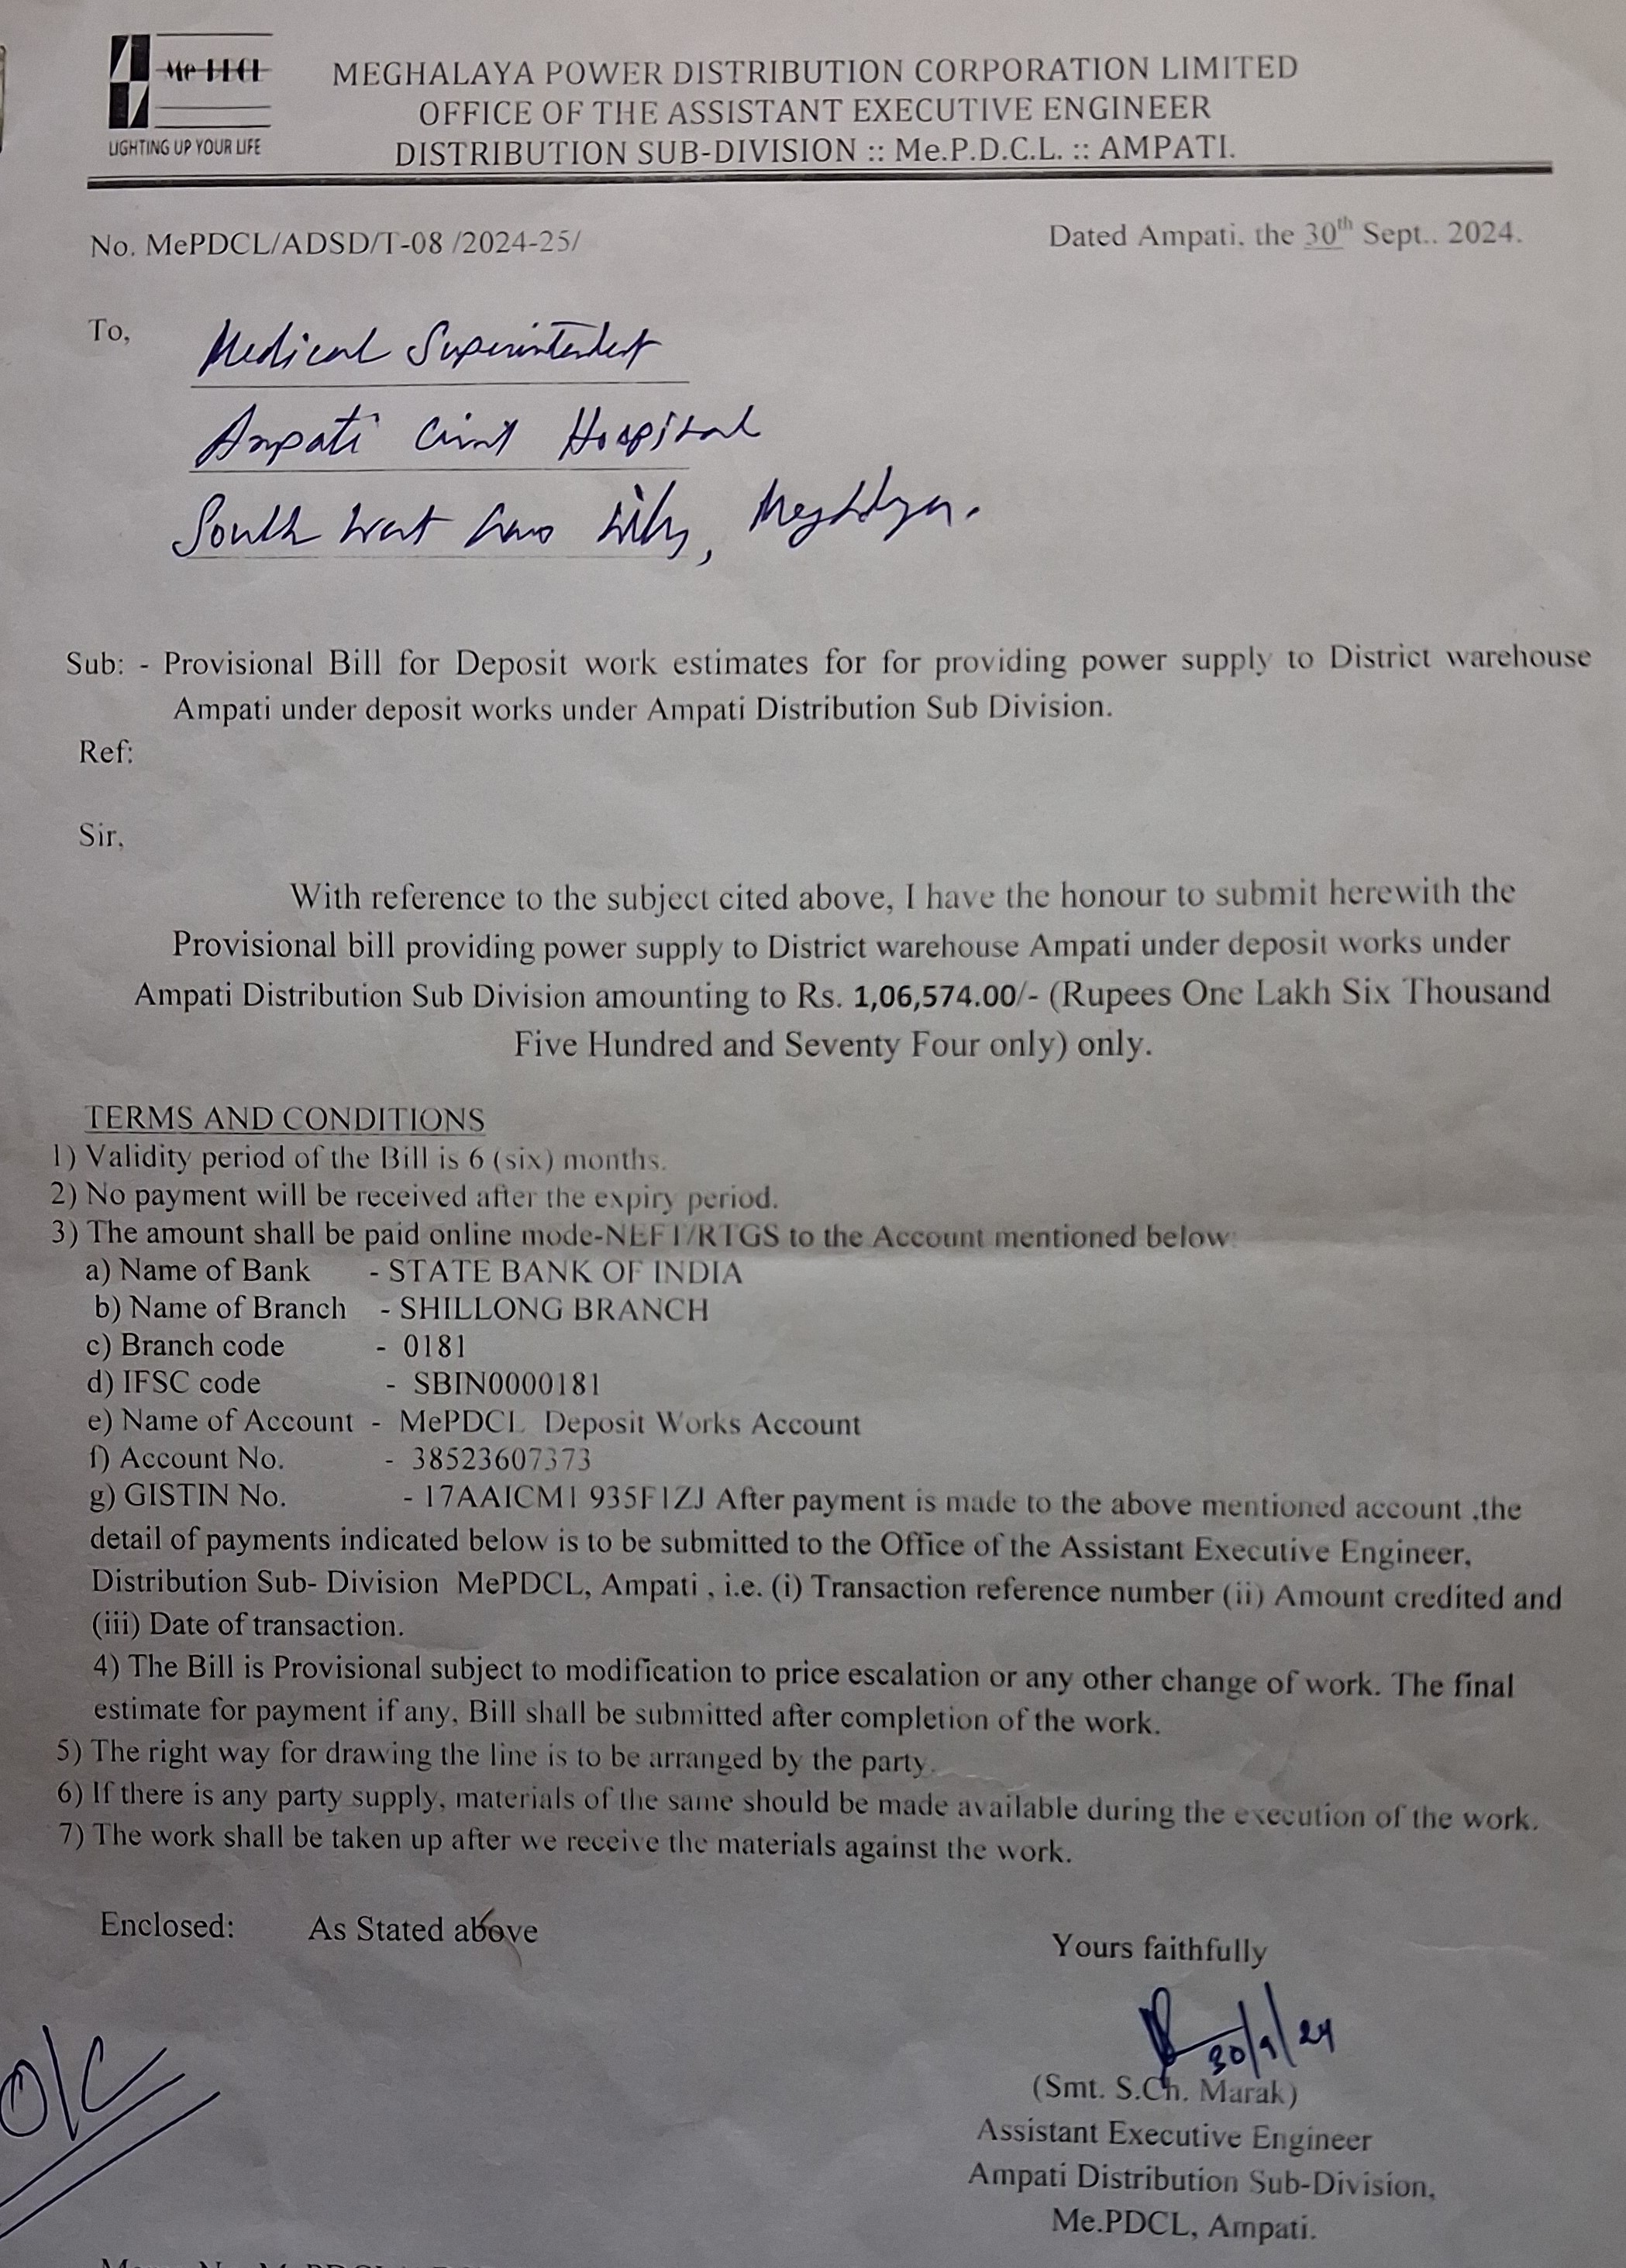 Me PDCL
LIGHTING UP YOUR LIFE
MEGHALAYA POWER DISTRIBUTION CORPORATION LIMITED
OFFICE OF THE ASSISTANT EXECUTIVE ENGINEER
DISTRIBUTION SUB-DIVISION :: Me.P.D.C.L. :: AMPATI.
No. MePDCL/ADSD/T-08 /2024-25/
Dated Ampati, the 30th Sept.. 2024.
To,
Medical Superintendent
Ampati Civil Hospital
South West Garo Hills, Meghalaya.
Sub: - Provisional Bill for Deposit work estimates for for providing power supply to District warehouse
Ampati under deposit works under Ampati Distribution Sub Division.
Ref:
Sir,
With reference to the subject cited above, I have the honour to submit herewith the
Provisional bill providing power supply to District warehouse Ampati under deposit works under
Ampati Distribution Sub Division amounting to Rs. 1,06,574.00/- (Rupees One Lakh Six Thousand
Five Hundred and Seventy Four only) only.
TERMS AND CONDITIONS
1) Validity period of the Bill is 6 (six) months.
2) No payment will be received after the expiry period.
3) The amount shall be paid online mode-NEFT/RTGS to the Account mentioned below:
a) Name of Bank - STATE BANK OF INDIA
b) Name of Branch - SHILLONG BRANCH
c) Branch code - 0181
d) IFSC code - SBIN0000181
e) Name of Account - MePDCL Deposit Works Account
f) Account No. - 38523607373
g) GISTIN No. - 17AAICM1 935F1ZJ After payment is made to the above mentioned account ,the
detail of payments indicated below is to be submitted to the Office of the Assistant Executive Engineer,
Distribution Sub- Division MePDCL, Ampati , i.e. (i) Transaction reference number (ii) Amount credited and
(iii) Date of transaction.
4) The Bill is Provisional subject to modification to price escalation or any other change of work. The final
estimate for payment if any, Bill shall be submitted after completion of the work.
5) The right way for drawing the line is to be arranged by the party.
6) If there is any party supply, materials of the same should be made available during the execution of the work.
7) The work shall be taken up after we receive the materials against the work.
Enclosed: As Stated above
Yours faithfully
30/9/24
O/C
(Smt. S.Ch. Marak)
Assistant Executive Engineer
Ampati Distribution Sub-Division,
Me.PDCL, Ampati.